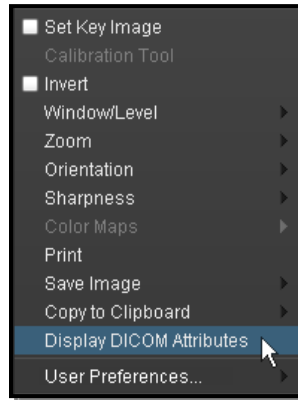 Set Key Image
Calibration Tool
Invert
Window/Level
Zoom
Orientation
Sharpness
Color Maps
Print
Save Image
Copy to Clipboard
Display DICOM Attributes
User Preferences...